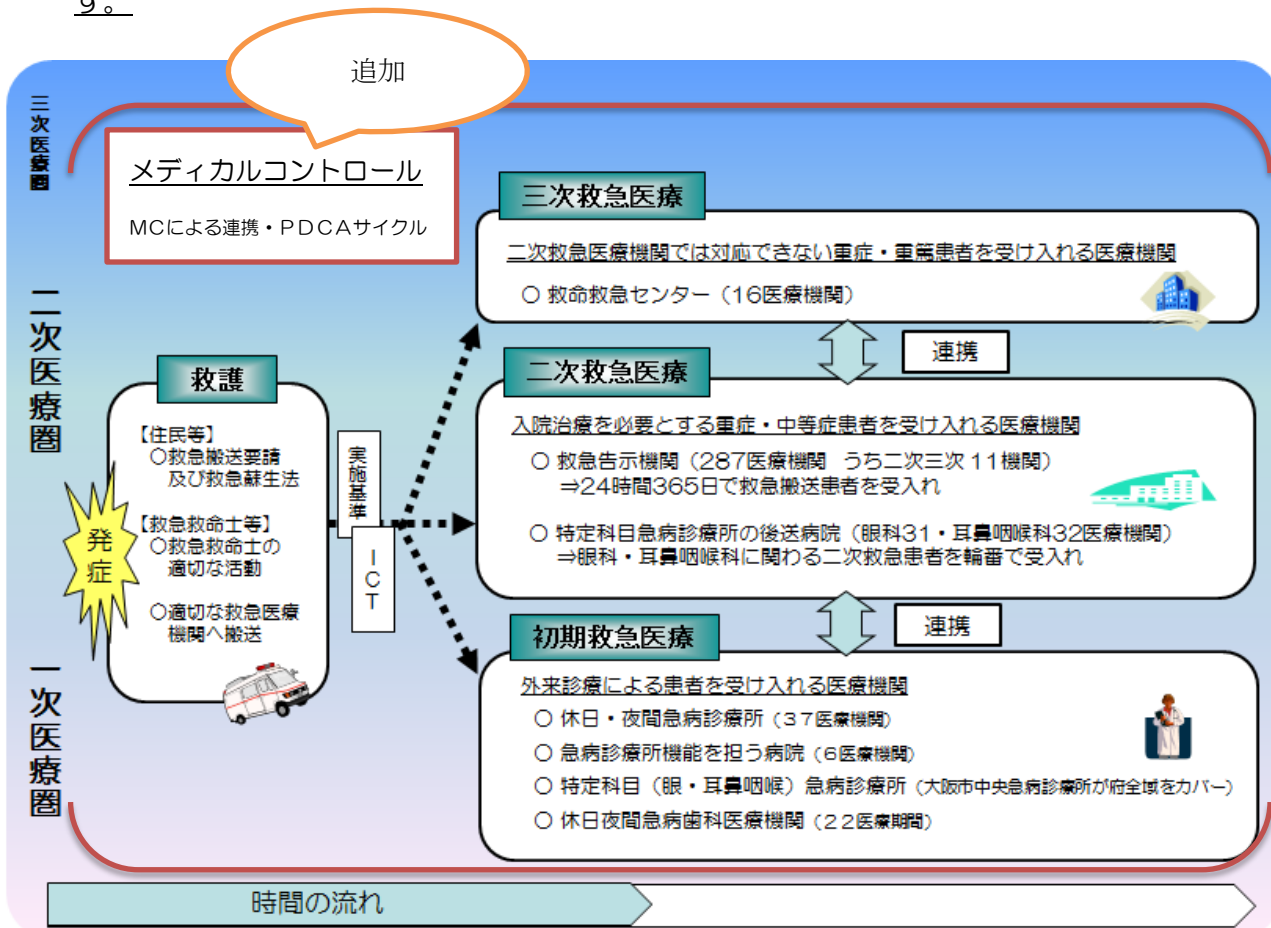 す。
追加
三次医療圏
メディカルコントロール
MCによる連携・PDCAサイクル
三次救急医療
二次救急医療機関では対応できない重症・重篤患者を受け入れる医療機関
○ 救命救急センター（16医療機関）
連携
二次医療圏
救護
【住民等】
○救急搬送要請
及び救急蘇生法
【救急救命士等】
○救急救命士の
適切な活動
○適切な救急医療
機関へ搬送
発症
実施基準
ICT
二次救急医療
入院治療を必要とする重症・中等症患者を受け入れる医療機関
○ 救急告示機関（287医療機関 うち二次三次 11機関）
⇒24時間365日で救急搬送患者を受入れ
○ 特定科目急病診療所の後送病院（眼科31・耳鼻咽喉科32医療機関）
⇒眼科・耳鼻咽喉科に関わる二次救急患者を輪番で受入れ
連携
一次医療圏
初期救急医療
外来診療による患者を受け入れる医療機関
○ 休日・夜間急病診療所（３７医療機関）
○ 急病診療所機能を担う病院（６医療機関）
○ 特定科目（眼・耳鼻咽喉）急病診療所（大阪市中央急病診療所が府全域をカバー）
○ 休日夜間急病歯科医療機関（２２医療期間）
時間の流れ